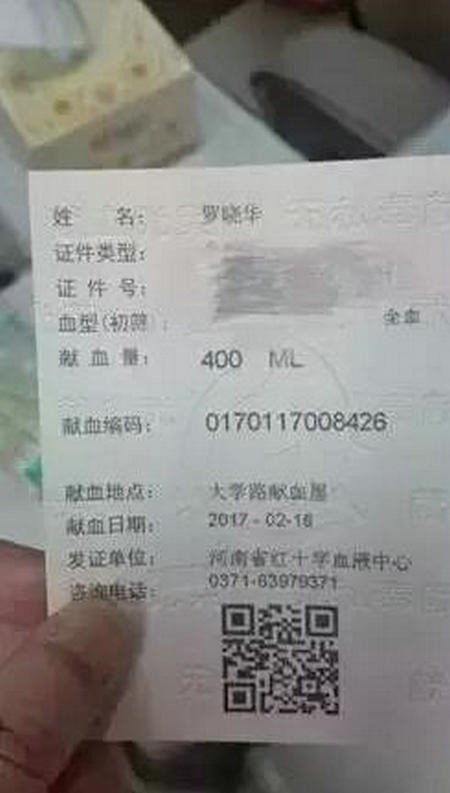 姓 名： 罗晓华
证件类型：
证 件 号：
血型(初筛)： 全血
献 血 量： 400 ML
献血编码： 0170117008426
献血地点： 大学路献血屋
献血日期： 2017-02-16
发证单位： 河南省红十字血液中心
咨询电话： 0371-63979371